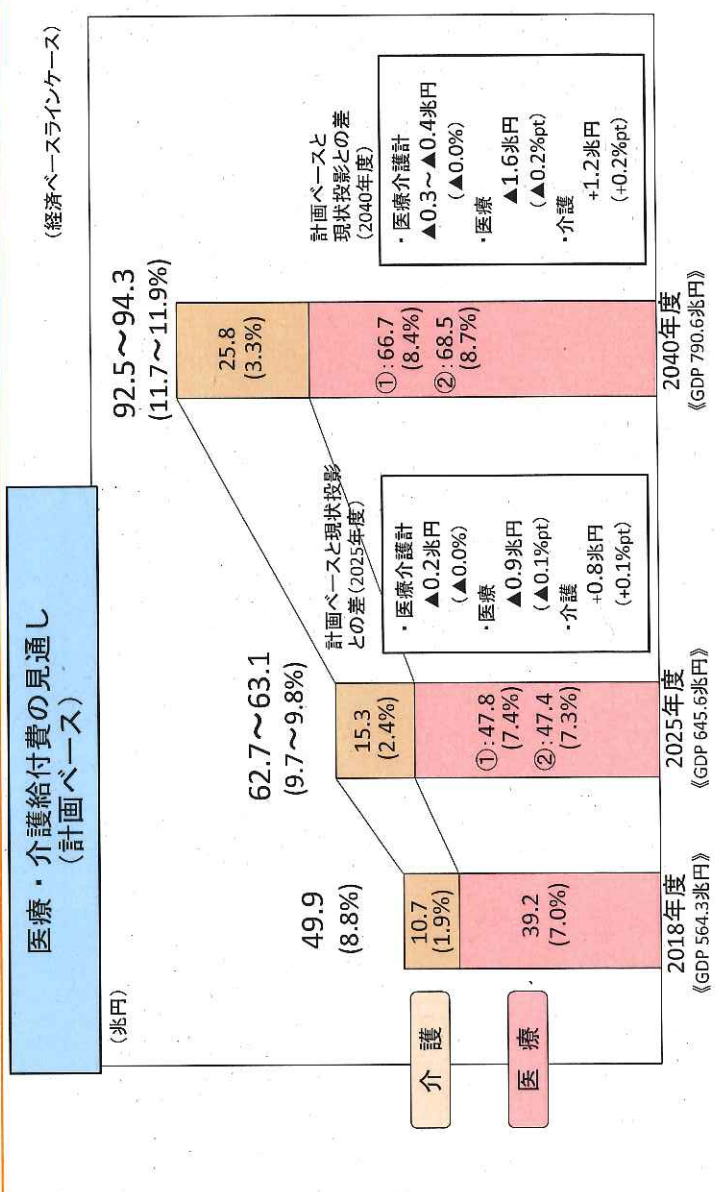 医療・介護給付費の見通し
(計画ベース)
(兆円)
(経済ベースラインケース)
介 護
医 療
49.9
(8.8%)
10.7
(1.9%)
39.2
(7.0%)
2018年度
《GDP 564.3兆円》
62.7～63.1
(9.7～9.8%)
15.3
(2.4%)
①:47.8
(7.4%)
②:47.4
(7.3%)
2025年度
《GDP 645.6兆円》
計画ベースと現状投影
との差(2025年度)
・医療介護計
▲0.2兆円
(▲0.0%)
・医療
▲0.9兆円
(▲0.1%pt)
・介護
+0.8兆円
(+0.1%pt)
92.5～94.3
(11.7～11.9%)
25.8
(3.3%)
①:66.7
(8.4%)
②:68.5
(8.7%)
2040年度
《GDP 790.6兆円》
計画ベースと
現状投影との差
(2040年度)
・医療介護計
▲0.3～▲0.4兆円
(▲0.0%)
・医療
▲1.6兆円
(▲0.2%pt)
・介護
+1.2兆円
(+0.2%pt)